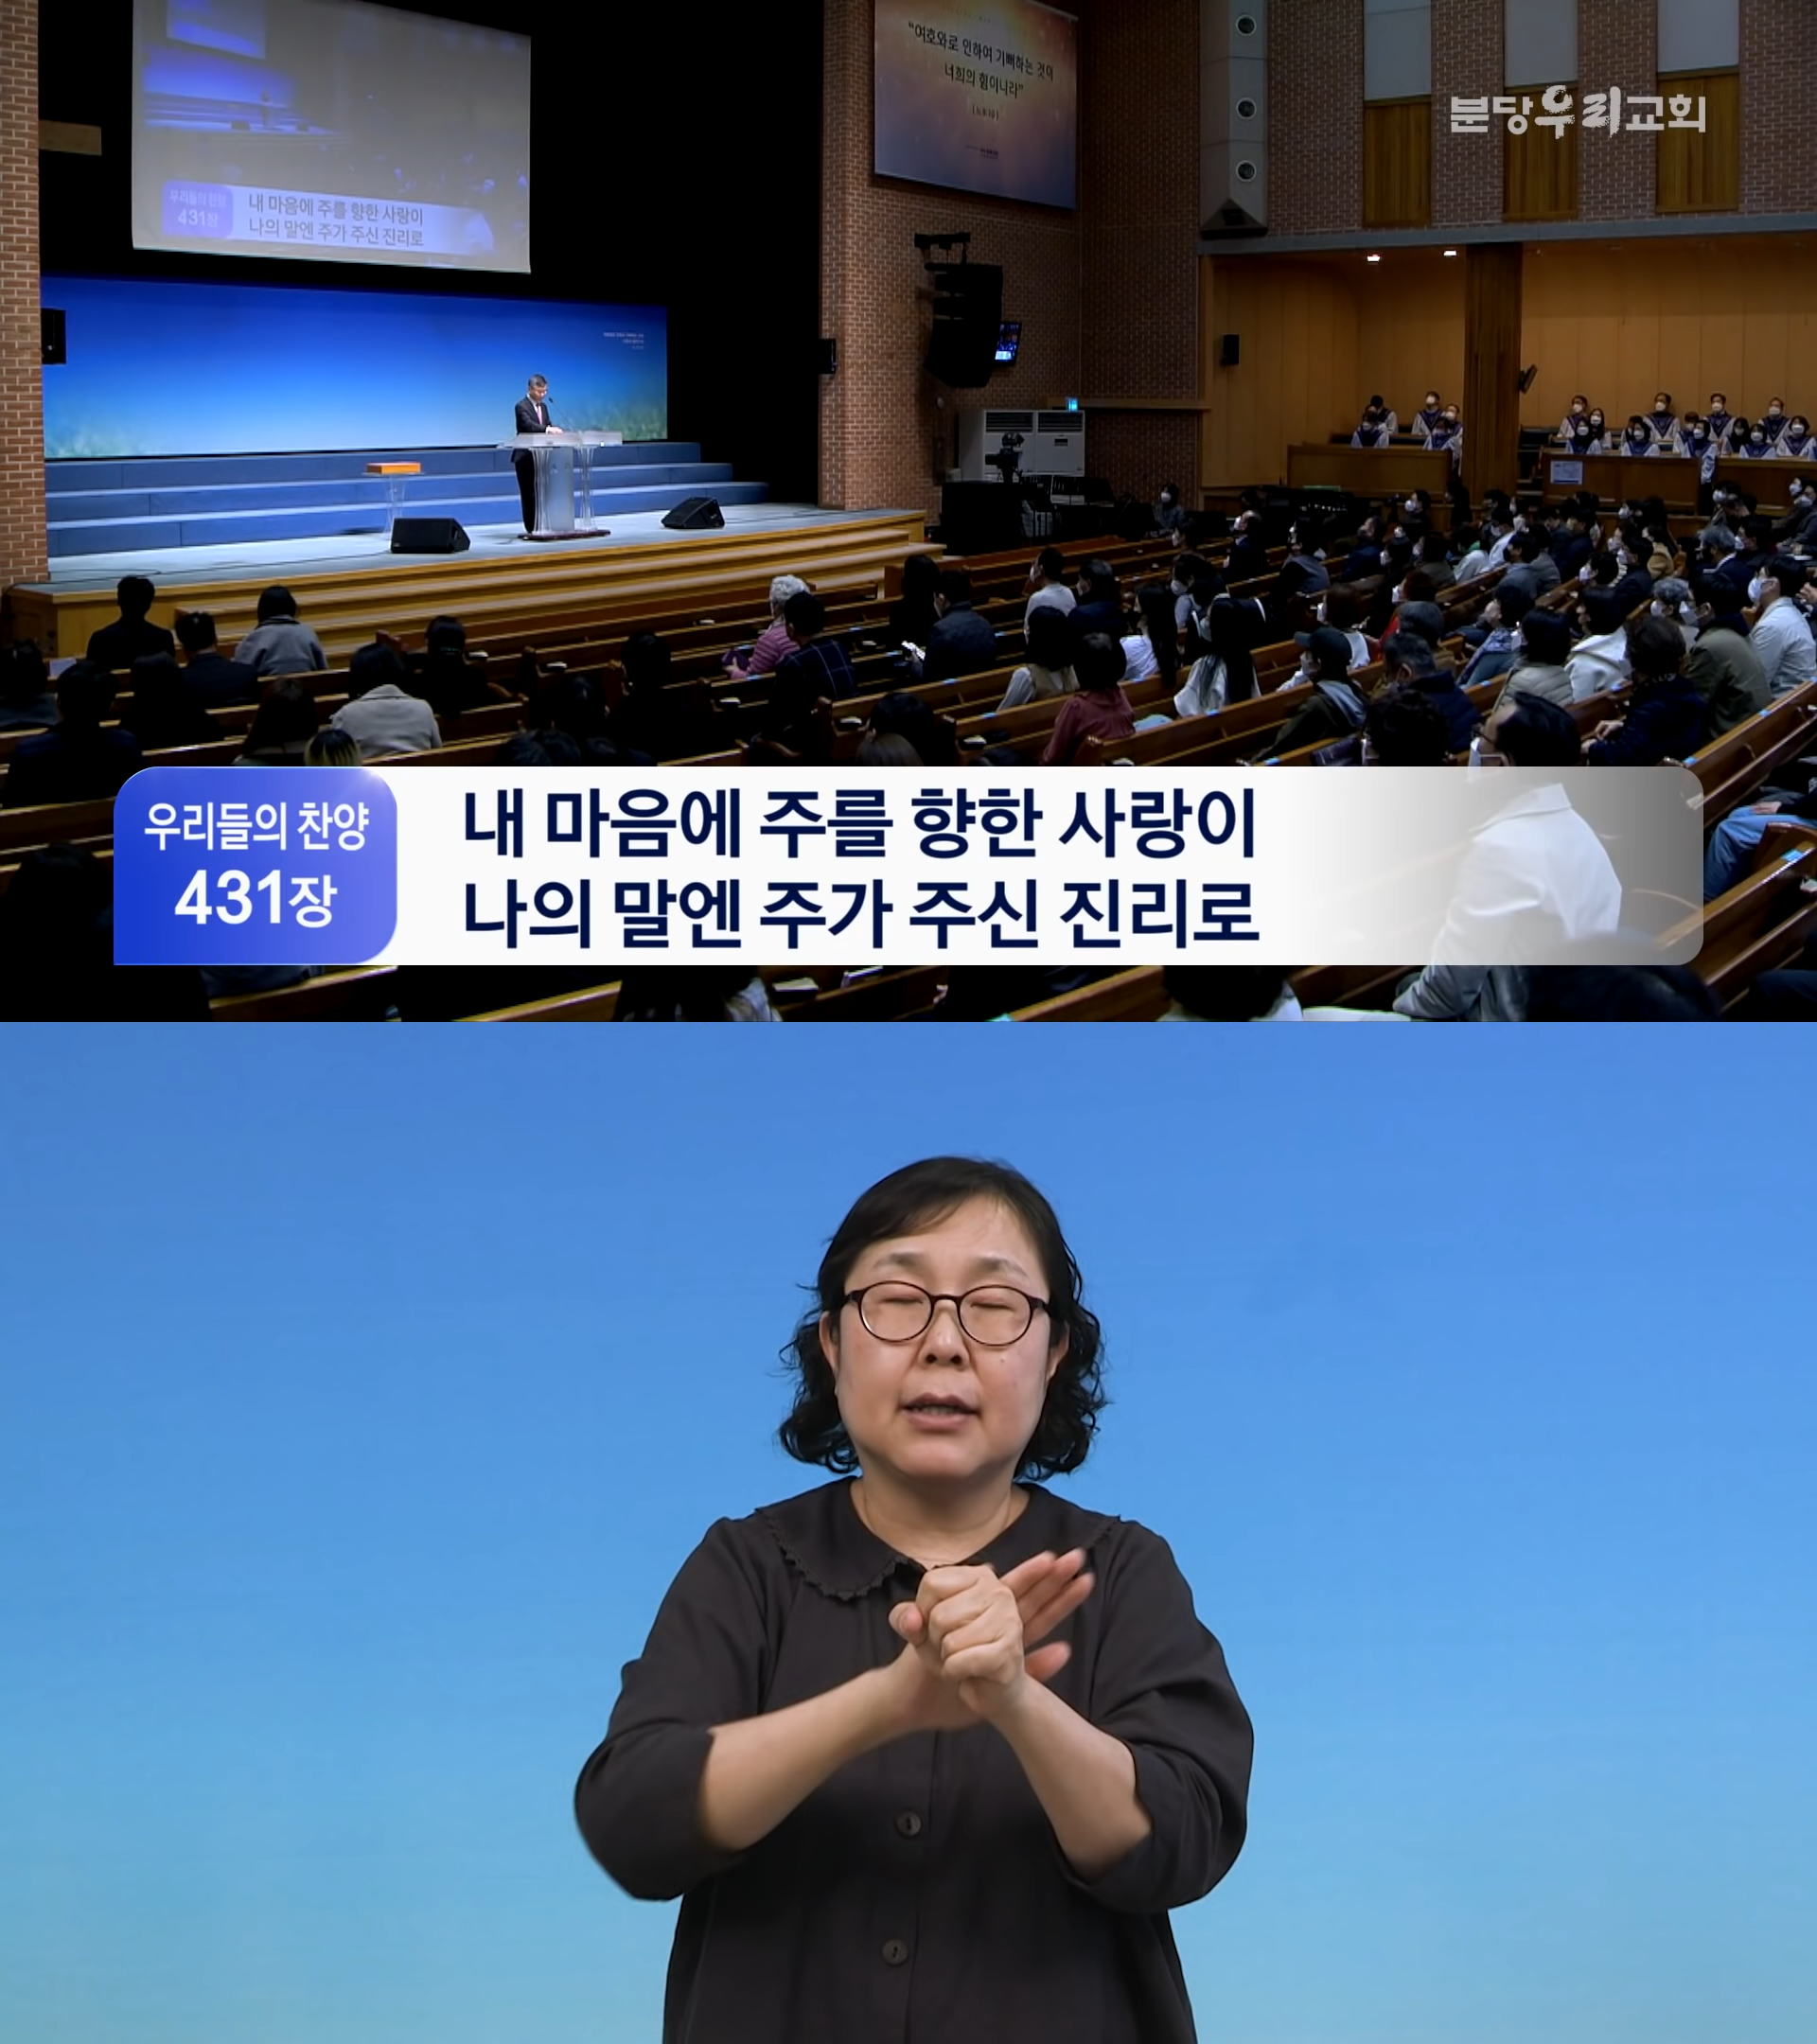 우리들의 찬양
431장
내 마음에 주를 향한 사랑이
나의 말엔 주가 주신 진리로
“여호와로 인하여 기뻐하는 것이
너희의 힘이니라”
분당우리교회
우리들의 찬양
431장
내 마음에 주를 향한 사랑이
나의 말엔 주가 주신 진리로